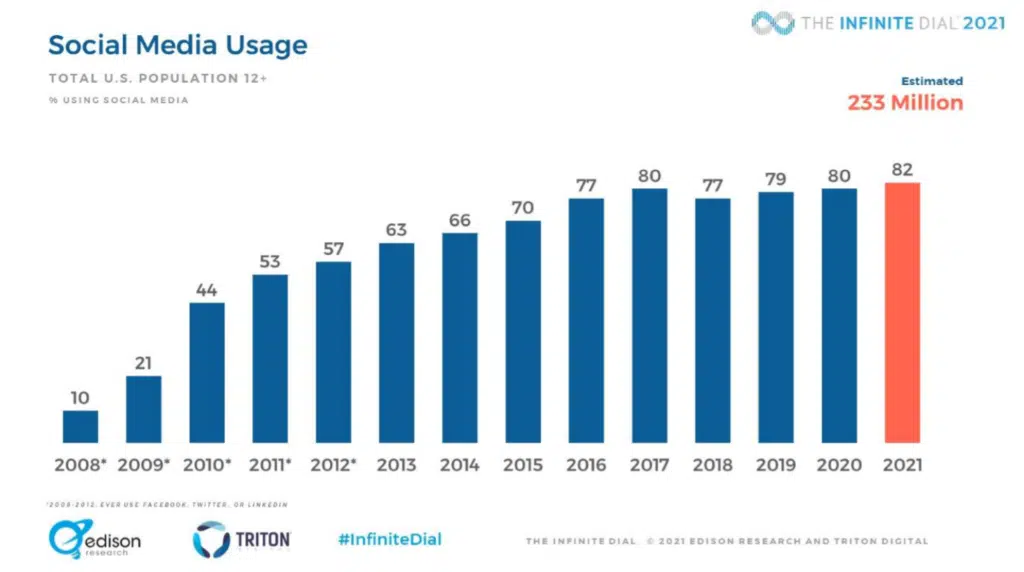 THE INFINITE DIAL 2021
Social Media Usage
TOTAL U.S. POPULATION 12+
% USING SOCIAL MEDIA
Estimated
233 Million
10 21 44 53 57 63 66 70 77 80 77 79 80 82
2008* 2009* 2010* 2011* 2012* 2013 2014 2015 2016 2017 2018 2019 2020 2021
*2008-2012: EVER USE FACEBOOK, TWITTER, OR LINKEDIN
edison
research
TRITON
#InfiniteDial
THE INFINITE DIAL © 2021 EDISON RESEARCH AND TRITON DIGITAL